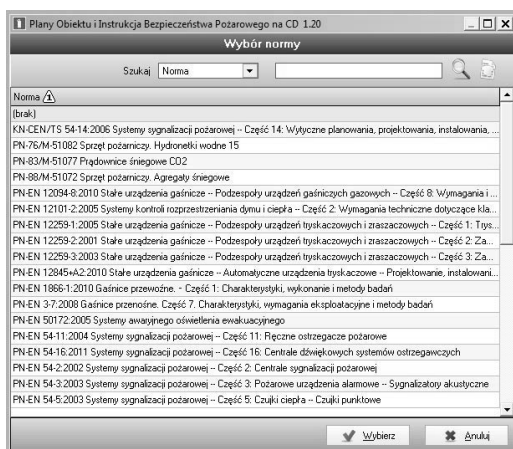 Plany Obiektu i Instrukcja Bezpieczeństwa Pożarowego na CD 1.20
Wybór normy
Szukaj Norma
Norma 1
(brak)
KN-CEN/TS 54-14:2006 Systemy sygnalizacji pożarowej -- Część 14: Wytyczne planowania, projektowania, instalowania, ...
PN-76/M-51082 Sprzęt pożarniczy. Hydronetki wodne 15
PN-83/M-51077 Prądownice śniegowe CO2
PN-88/M-51072 Sprzęt pożarniczy. Agregaty śniegowe
PN-EN 12094-8:2010 Stałe urządzenia gaśnicze -- Podzespoły urządzeń gaśniczych gazowych -- Część 8: Wymagania i ...
PN-EN 12101-2:2005 Systemy kontroli rozprzestrzeniania dymu i ciepła -- Część 2: Wymagania techniczne dotyczące kla...
PN-EN 12259-1:2005 Stałe urządzenia gaśnicze -- Podzespoły urządzeń tryskaczowych i zraszaczowych -- Część 1: Trys...
PN-EN 12259-2:2001 Stałe urządzenia gaśnicze -- Podzespoły urządzeń tryskaczowych i zraszaczowych -- Część 2: Za...
PN-EN 12259-3:2003 Stałe urządzenia gaśnicze -- Podzespoły urządzeń tryskaczowych i zraszaczowych -- Część 3: Za...
PN-EN 12845+A2:2010 Stałe urządzenia gaśnicze -- Automatyczne urządzenia tryskaczowe -- Projektowanie, instalowani...
PN-EN 1866-1:2010 Gaśnice przewoźne. - Część 1: Charakterystyki, wykonanie i metody badań
PN-EN 3-7:2008 Gaśnice przenośne. Część 7. Charakterystyki, wymagania eksploatacyjne i metody badań
PN-EN 50172:2005 Systemy awaryjnego oświetlenia ewakuacyjnego
PN-EN 54-11:2004 Systemy sygnalizacji pożarowej -- Część 11: Ręczne ostrzegacze pożarowe
PN-EN 54-16:2011 Systemy sygnalizacji pożarowej -- Część 16: Centrale dźwiękowych systemów ostrzegawczych
PN-EN 54-2:2002 Systemy sygnalizacji pożarowej -- Część 2: Centrale sygnalizacji pożarowej
PN-EN 54-3:2003 Systemy sygnalizacji pożarowej -- Część 3: Pożarowe urządzenia alarmowe -- Sygnalizatory akustyczne
PN-EN 54-5:2003 Systemy sygnalizacji pożarowej -- Część 5: Czujki ciepła -- Czujki punktowe
Wybierz Anuluj